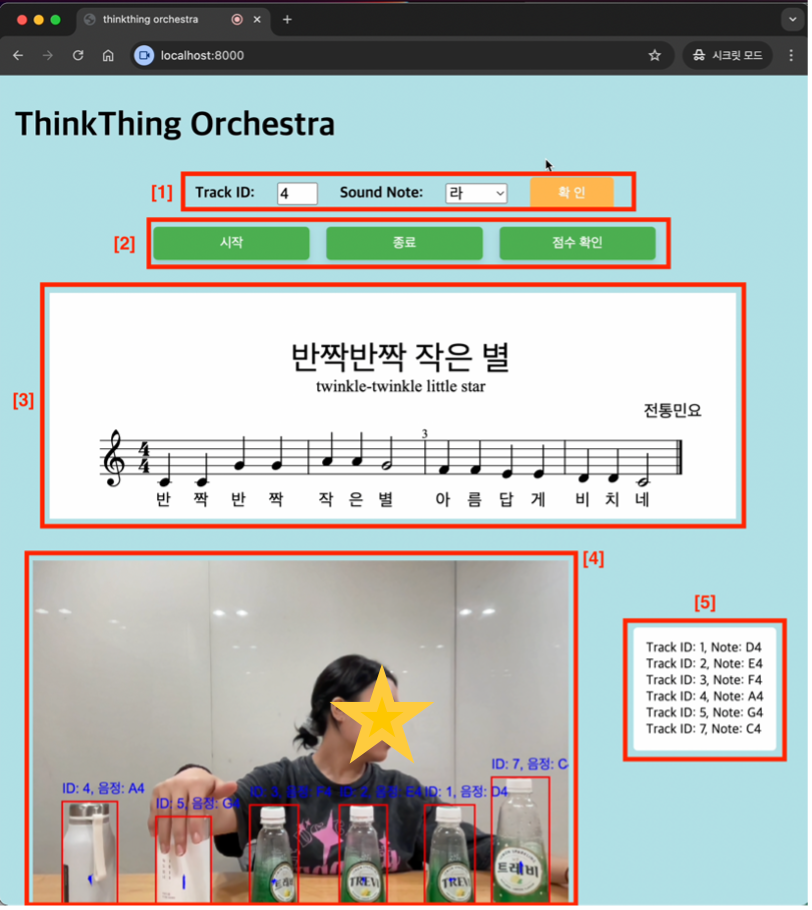 thinkthing orchestra
localhost:8000
시크릿 모드
ThinkThing Orchestra
[1]
Track ID: 4 Sound Note: 라 확 인
[2]
시작 종료 점수 확인
[3]
반짝반짝 작은 별
twinkle-twinkle little star
전통민요
4
4
3
반 짝 반 짝 작 은 별 아 름 답 게 비 치 네
[4]
[5]
Track ID: 1, Note: D4
Track ID: 2, Note: E4
Track ID: 3, Note: F4
Track ID: 4, Note: A4
Track ID: 5, Note: G4
Track ID: 7, Note: C4
ID: 7, 음정: C
ID: 4, 음정: A4
ID: 5, 음정: G4
ID: 3, 음정: F4
ID: 2, 음정: E4
ID: 1, 음정: D4
트레비
TREVI
TREVI
트레비